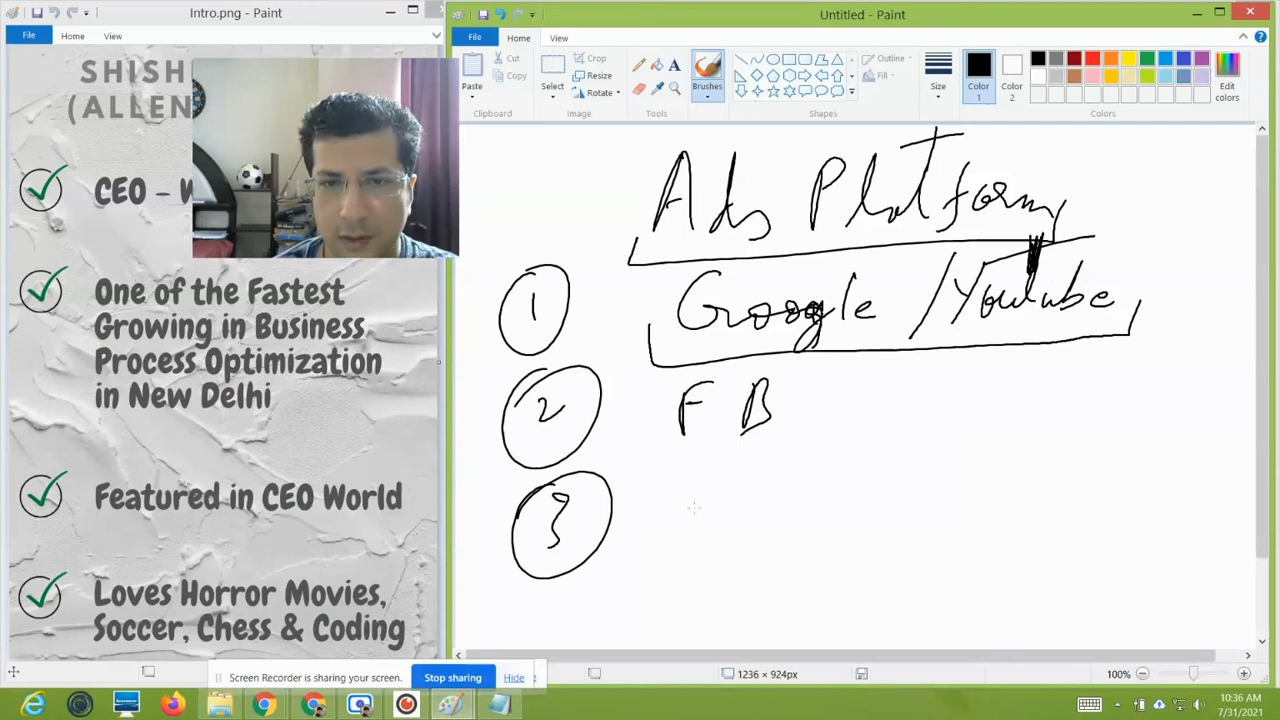 Intro.png - Paint
File
Home
View
SHISH
(ALLEN
CEO - W
One of the Fastest
Growing in Business
Process Optimization
in New Delhi
Featured in CEO World
Loves Horror Movies,
Soccer, Chess & Coding
Untitled - Paint
File
Home
View
Paste
Cut
Copy
Clipboard
Select
Crop
Resize
Rotate
Image
A
Tools
Brushes
Outline
Fill
Shapes
Size
Color
1
Color
2
Edit
colors
Colors
Ads Platform
1 Google / Youtube
2 F B
3
Screen Recorder is sharing your screen.
Stop sharing
Hide
1236 × 924px
100%
10:36 AM
7/31/2021